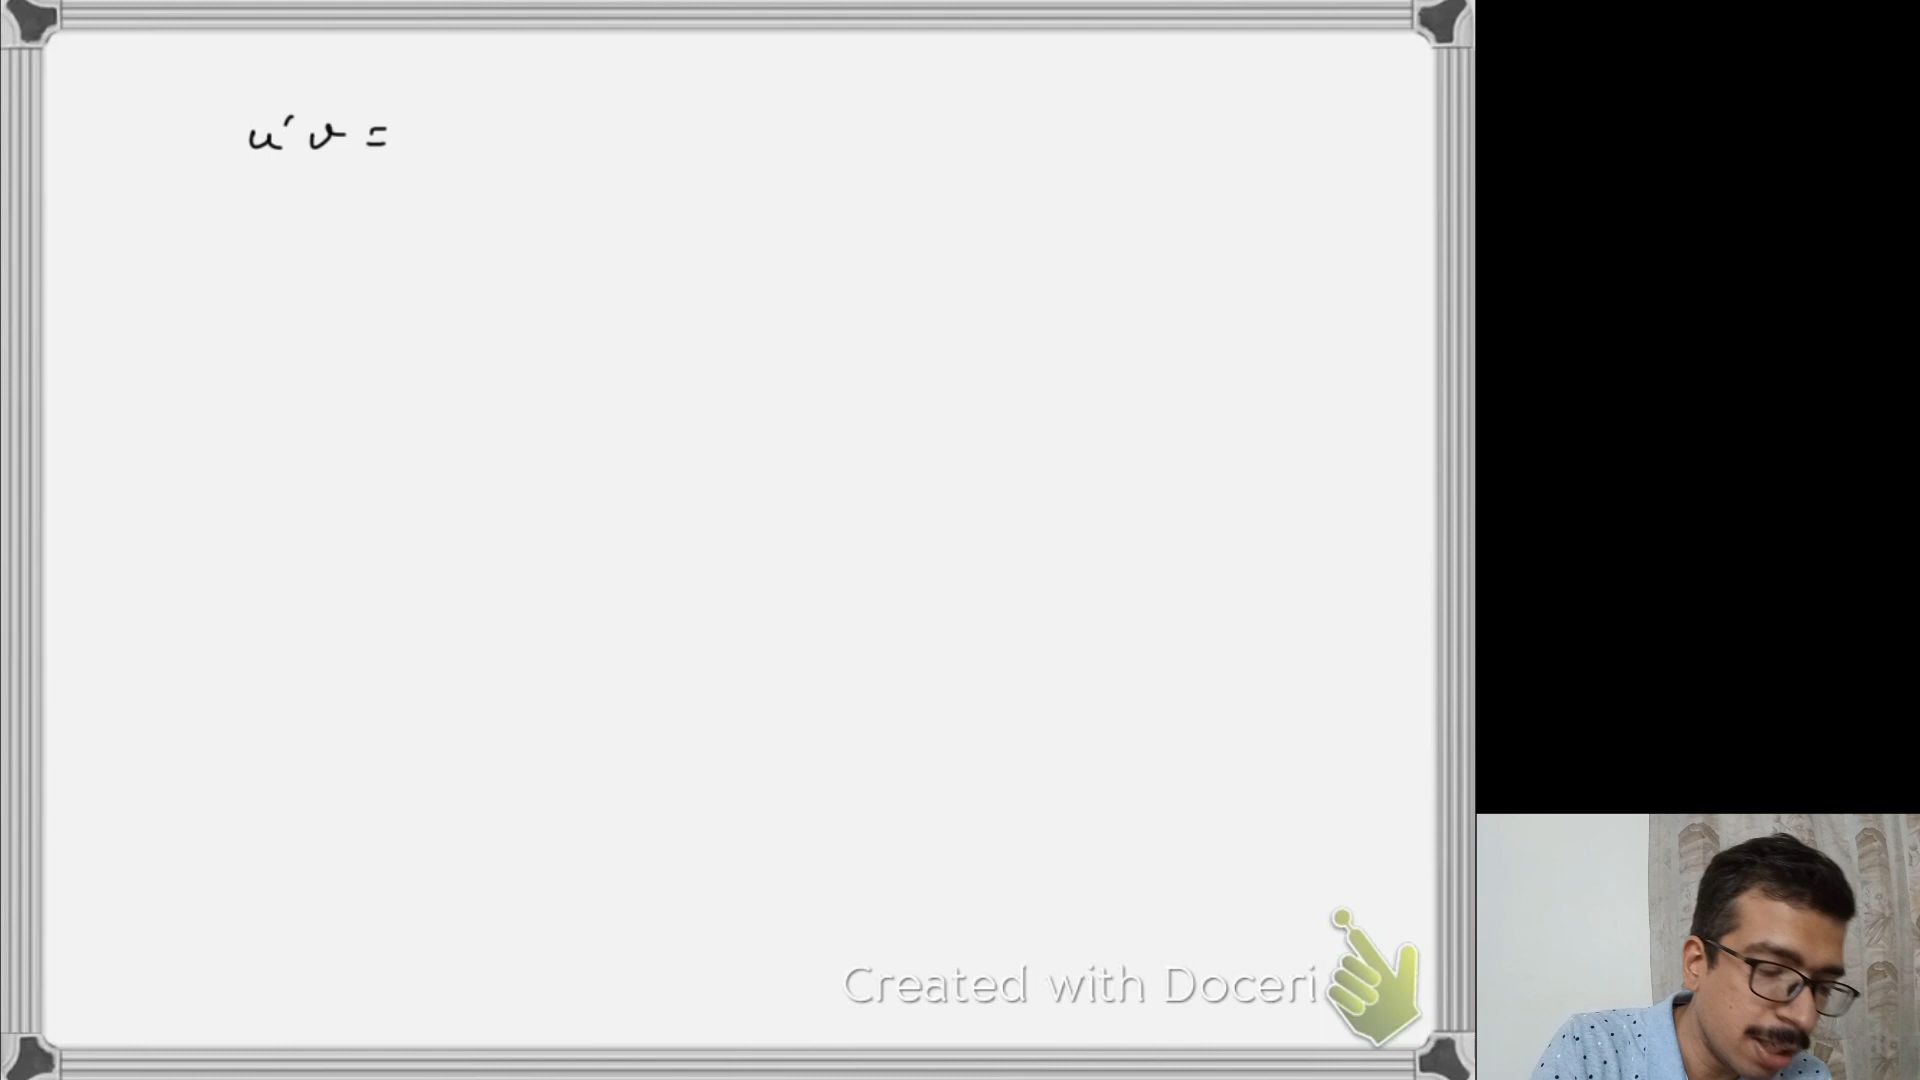 u′ v =
Created with Doceri